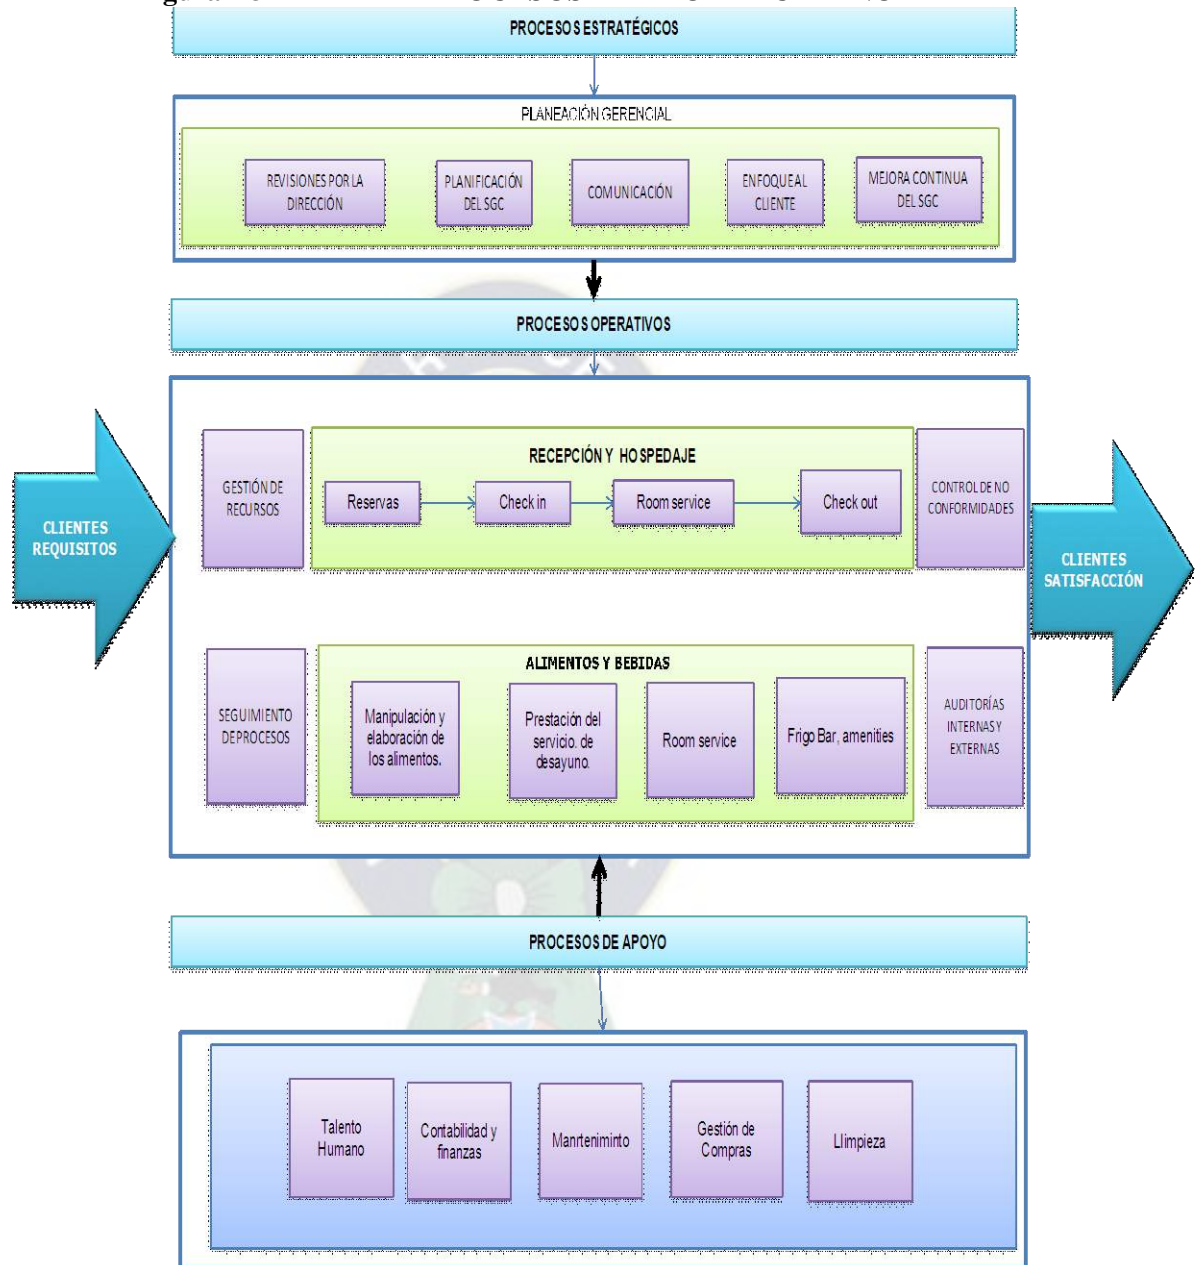 PROCESOS ESTRATÉGICOS
PLANEACIÓN GERENCIAL
REVISIONES POR LA
DIRECCIÓN
PLANIFICACIÓN
DEL SGC
COMUNICACIÓN
ENFOQUE AL
CLIENTE
MEJORA CONTINUA
DEL SGC
PROCESOS OPERATIVOS
CLIENTES
REQUISITOS
GESTIÓN DE
RECURSOS
RECEPCIÓN Y HOSPEDAJE
Reservas
Check in
Room service
Check out
CONTROL DE NO
CONFORMIDADES
CLIENTES
SATISFACCIÓN
SEGUIMIENTO
DE PROCESOS
ALIMENTOS Y BEBIDAS
Manipulación y
elaboración de
los alimentos.
Prestación del
servicio. de
desayuno.
Room service
Frigo Bar, amenities
AUDITORÍAS
INTERNAS Y
EXTERNAS
PROCESOS DE APOYO
Talento
Humano
Contabilidad y
finanzas
Manrteniminto
Gestión de
Compras
Llimpieza